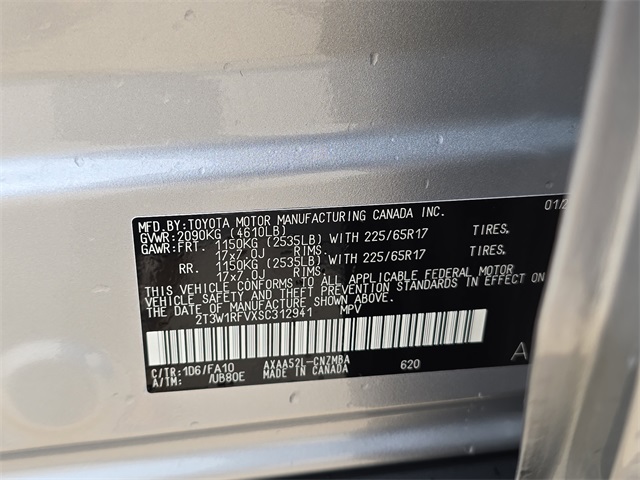 MFD.BY:TOYOTA MOTOR MANUFACTURING CANADA INC. 01/2
GVWR:2090KG (4610LB)
GAWR:FRT. 1150KG (2535LB) WITH 225/65R17 TIRES.
17x7.0J RIMS.
RR. 1150KG (2535LB) WITH 225/65R17 TIRES.
17x7.0J RIMS.
THIS VEHICLE CONFORMS TO ALL APPLICABLE FEDERAL MOTOR
VEHICLE SAFETY AND THEFT PREVENTION STANDARDS IN EFFECT ON
THE DATE OF MANUFACTURE SHOWN ABOVE.
2T3W1RFVXSC312941 MPV
A
C/TR:1D6/FA10 AXAA52L-CNZMBA 620
A/TM: /UB80E MADE IN CANADA